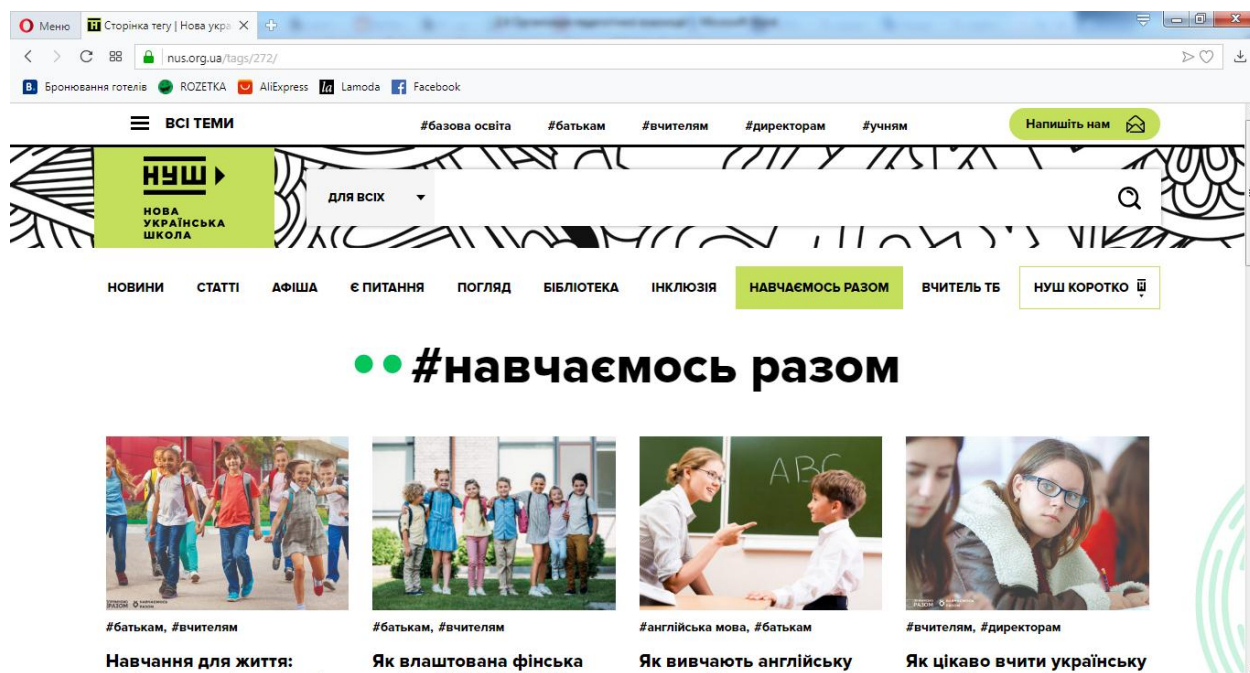 Меню Сторінка тегу | Нова укра
nus.org.ua/tags/272/
B. Бронювання готелів ROZETKA AliExpress la Lamoda Facebook
ВСІ ТЕМИ #базова освіта #батькам #вчителям #директорам #учням Напишіть нам
НУШ
НОВА
УКРАЇНСЬКА
ШКОЛА
ДЛЯ ВСІХ
НОВИНИ СТАТТІ АФІША Є ПИТАННЯ ПОГЛЯД БІБЛІОТЕКА ІНКЛЮЗІЯ НАВЧАЄМОСЬ РАЗОМ ВЧИТЕЛЬ ТБ НУШ КОРОТКО
#навчаємось разом
ABC
#батькам, #вчителям
Навчання для життя:
#батькам, #вчителям
Як влаштована фінська
#англійська мова, #батькам
Як вивчають англійську
#вчителям, #директорам
Як цікаво вчити українську